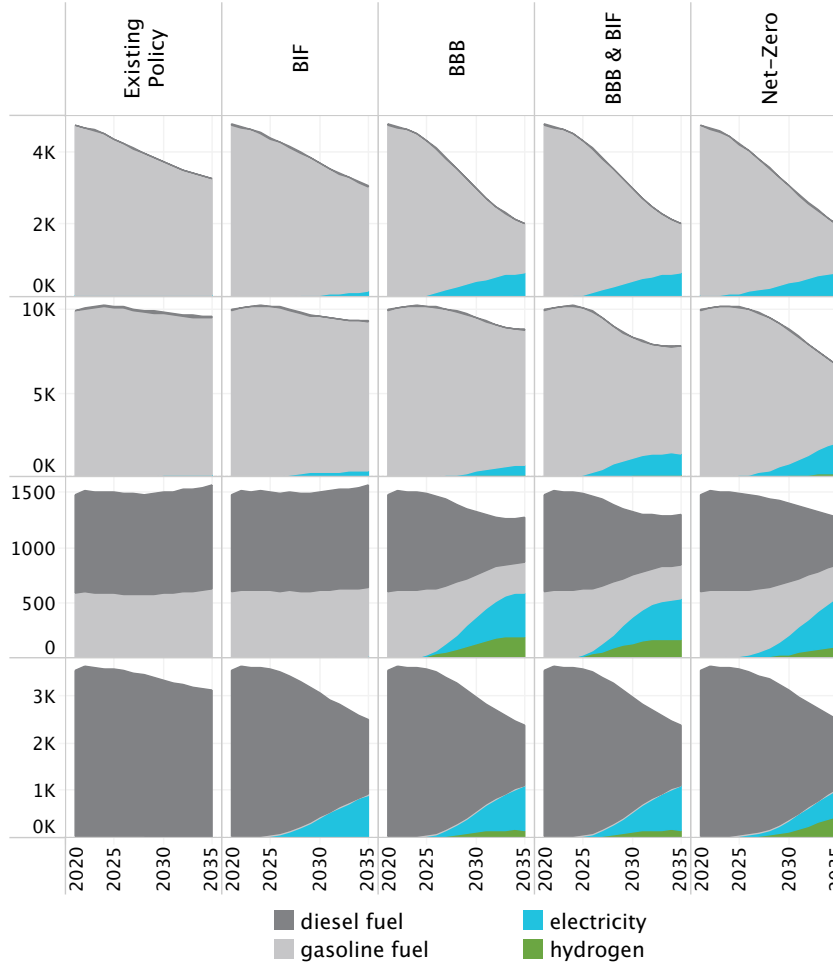 Existing
Policy
BIF
BBB
BBB & BIF
Net-Zero
4K
2K
0K
10K
5K
0K
1500
1000
500
0
3K
2K
1K
0K
2020 2025 2030 2035 2020 2025 2030 2035 2020 2025 2030 2035 2020 2025 2030 2035 2020 2025 2030 2035
diesel fuel electricity
gasoline fuel hydrogen